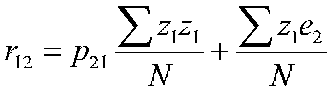 r₁₂ = p₂₁ ∑ z₁z₁ / N + ∑ z₁e₂ / N